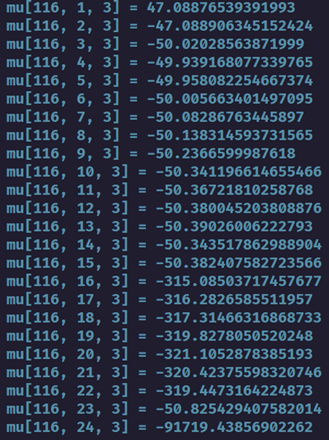 mu[116, 1, 3] = 47.08876539391993
mu[116, 2, 3] = -47.088906345152424
mu[116, 3, 3] = -50.02028563871999
mu[116, 4, 3] = -49.939168077339765
mu[116, 5, 3] = -49.958082254667374
mu[116, 6, 3] = -50.005663401497095
mu[116, 7, 3] = -50.08286763445897
mu[116, 8, 3] = -50.138314593731565
mu[116, 9, 3] = -50.2366599987618
mu[116, 10, 3] = -50.341196614655466
mu[116, 11, 3] = -50.36721810258768
mu[116, 12, 3] = -50.380045203808876
mu[116, 13, 3] = -50.39026006222793
mu[116, 14, 3] = -50.343517862988904
mu[116, 15, 3] = -50.382407582723566
mu[116, 16, 3] = -315.08503717457677
mu[116, 17, 3] = -316.2826585511957
mu[116, 18, 3] = -317.31466316868733
mu[116, 19, 3] = -319.8278050520248
mu[116, 20, 3] = -321.1052878385193
mu[116, 21, 3] = -320.42375598320746
mu[116, 22, 3] = -319.4473164224873
mu[116, 23, 3] = -50.825429407582014
mu[116, 24, 3] = -91719.43856902262